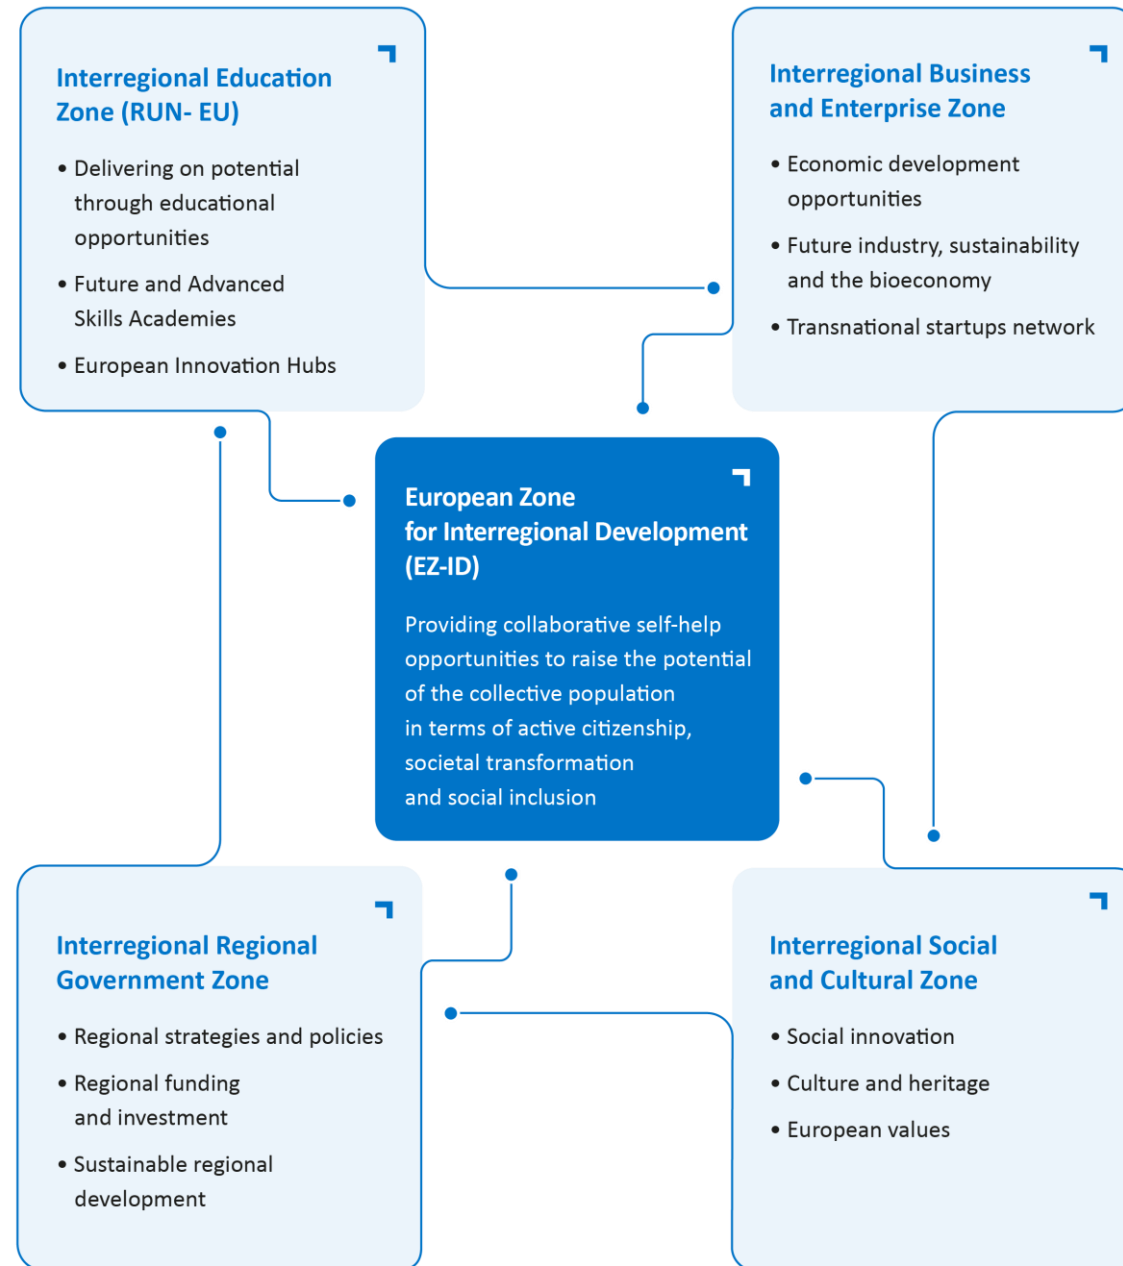 Interregional Education
Zone (RUN- EU)
• Delivering on potential
through educational
opportunities
• Future and Advanced
Skills Academies
• European Innovation Hubs
Interregional Business
and Enterprise Zone
• Economic development
opportunities
• Future industry, sustainability
and the bioeconomy
• Transnational startups network
European Zone
for Interregional Development
(EZ-ID)
Providing collaborative self-help
opportunities to raise the potential
of the collective population
in terms of active citizenship,
societal transformation
and social inclusion
Interregional Regional
Government Zone
• Regional strategies and policies
• Regional funding
and investment
• Sustainable regional
development
Interregional Social
and Cultural Zone
• Social innovation
• Culture and heritage
• European values